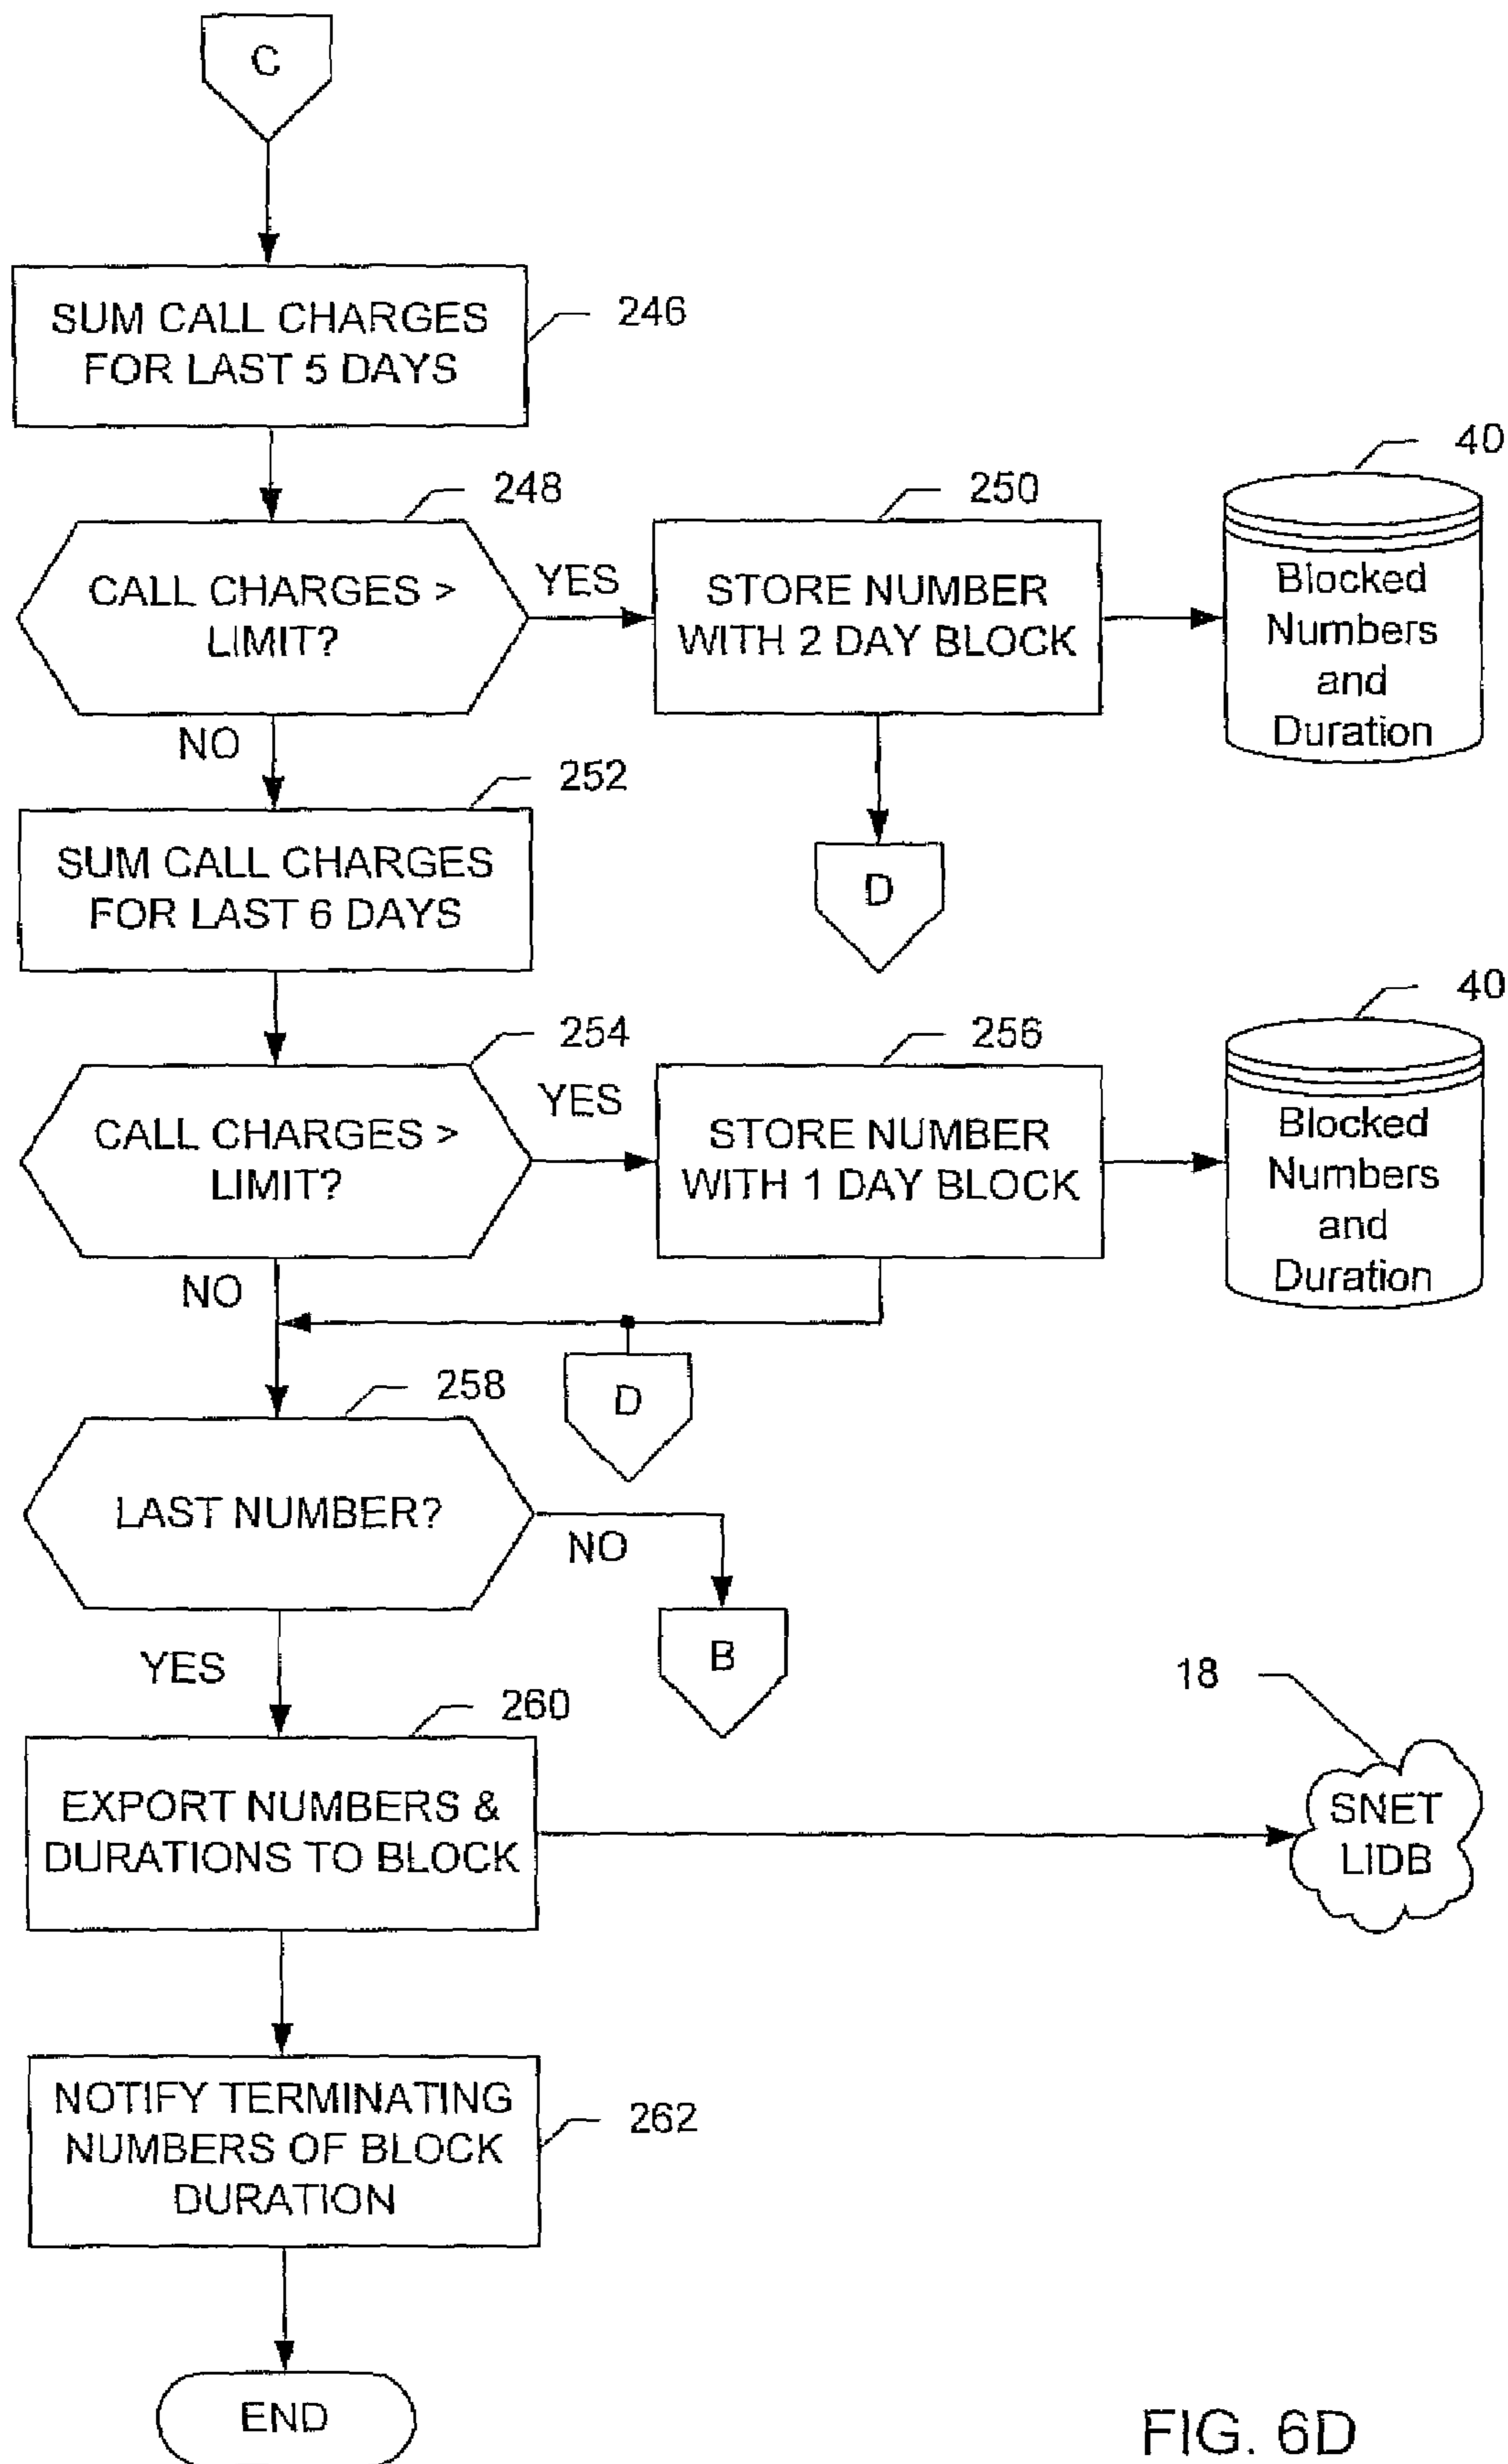 C
SUM CALL CHARGES
FOR LAST 5 DAYS
246
248
CALL CHARGES >
LIMIT?
YES
NO
250
STORE NUMBER
WITH 2 DAY BLOCK
40
Blocked
Numbers
and
Duration
D
252
SUM CALL CHARGES
FOR LAST 6 DAYS
254
CALL CHARGES >
LIMIT?
YES
NO
256
STORE NUMBER
WITH 1 DAY BLOCK
40
Blocked
Numbers
and
Duration
D
258
LAST NUMBER?
NO
B
YES
260
EXPORT NUMBERS &
DURATIONS TO BLOCK
18
SNET
LIDB
NOTIFY TERMINATING
NUMBERS OF BLOCK
DURATION
262
END
FIG. 6D